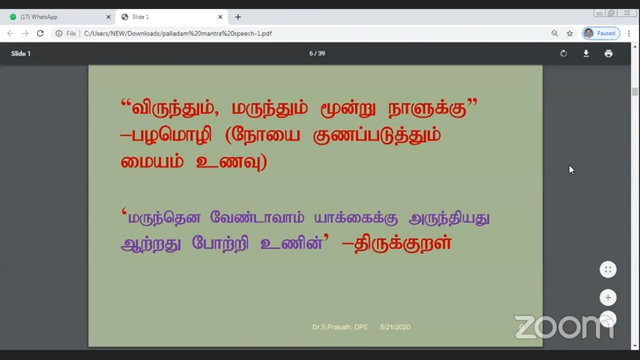 (17) WhatsApp
Slide 1
Paused
File | C:/Users/NEW/Downloads/palladam%20mantra%20speech-1.pdf
Slide 1
6 / 39
“விருந்தும், மருந்தும் மூன்று நாளுக்கு”
–பழமொழி (நோயை குணப்படுத்தும்
மையம் உணவு)
‘மருந்தென வேண்டாவாம் யாக்கைக்கு அருந்தியது
ஆற்றது போற்றி உணின்’ –திருக்குறள்
Dr.S.Prasath, DPE 5/21/2020
zoom